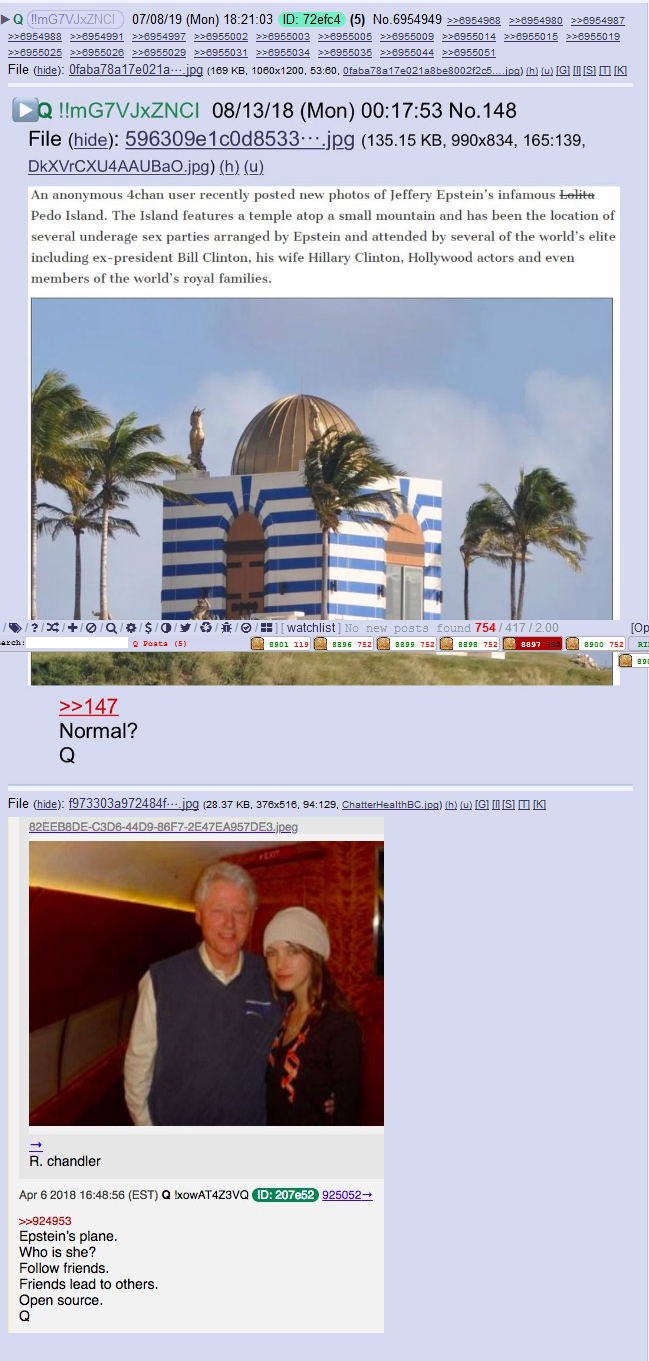 Q !!mG7VJxZNCI 07/08/19 (Mon) 18:21:03 ID: 72efc4 (5) No.6954949 >>6954968 >>6954980 >>6954987
>>6954988 >>6954991 >>6954997 >>6955002 >>6955003 >>6955005 >>6955009 >>6955014 >>6955015 >>6955019
>>6955025 >>6955026 >>6955029 >>6955031 >>6955034 >>6955035 >>6955044 >>6955051
File (hide): 0faba78a17e021a⋯.jpg (169 KB, 1060x1200, 53:60, 0faba78a17e021a8be8002f2c5….jpg) (h) (u) [G] [I] [S] [T] [K]
Q !!mG7VJxZNCI 08/13/18 (Mon) 00:17:53 No.148
File (hide): 596309e1c0d8533⋯.jpg (135.15 KB, 990x834, 165:139,
DkXVrCXU4AAUBaO.jpg) (h) (u)
An anonymous 4chan user recently posted new photos of Jeffery Epstein's infamous Lolita
Pedo Island. The Island features a temple atop a small mountain and has been the location of
several underage sex parties arranged by Epstein and attended by several of the world's elite
including ex-president Bill Clinton, his wife Hillary Clinton, Hollywood actors and even
members of the world's royal families.
[ watchlist ] No new posts found 754 / 417 / 2.00 [Op
earch: Q Posts (5) 8901 119 8896 752 8899 752 8898 752 8897 752 8900 752 RI
890
>>147
Normal?
Q
File (hide): f973303a972484f⋯.jpg (28.37 KB, 376x516, 94:129, ChatterHealthBC.jpg) (h) (u) [G] [I] [S] [T] [K]
82EEB8DE-C3D6-44D9-86F7-2E47EA957DE3.jpeg
EXIT
→
R. chandler
Apr 6 2018 16:48:56 (EST) Q !xowAT4Z3VQ ID: 207e52 925052→
>>924953
Epstein's plane.
Who is she?
Follow friends.
Friends lead to others.
Open source.
Q